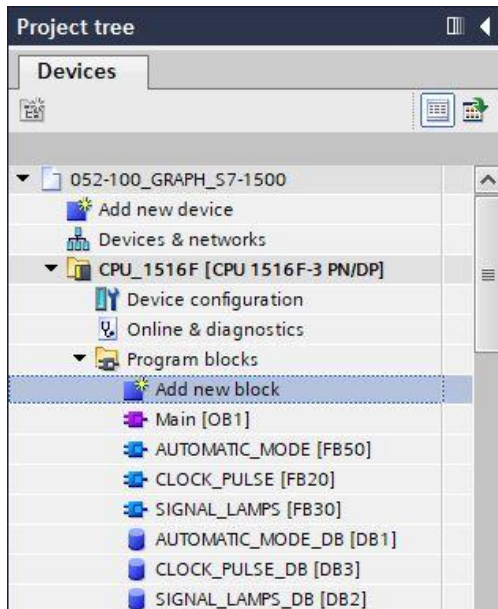 Project tree
Devices
052-100_GRAPH_S7-1500
Add new device
Devices & networks
CPU_1516F [CPU 1516F-3 PN/DP]
Device configuration
Online & diagnostics
Program blocks
Add new block
Main [OB1]
AUTOMATIC_MODE [FB50]
CLOCK_PULSE [FB20]
SIGNAL_LAMPS [FB30]
AUTOMATIC_MODE_DB [DB1]
CLOCK_PULSE_DB [DB3]
SIGNAL_LAMPS_DB [DB2]